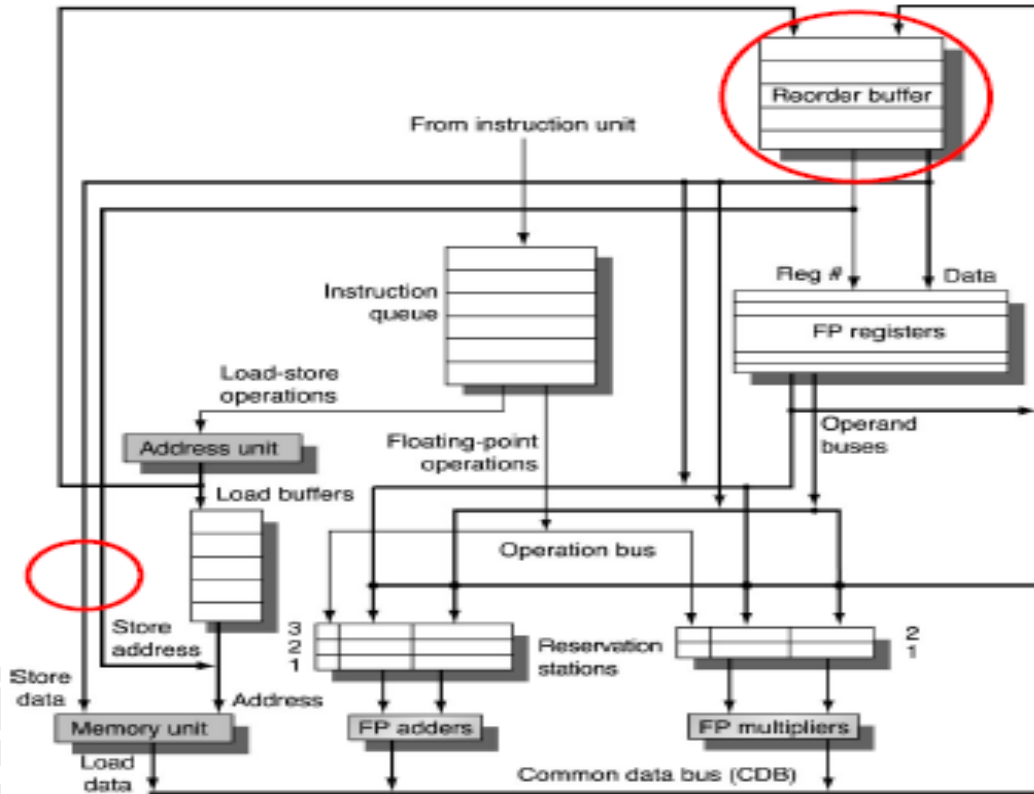 Reorder buffer
From instruction unit
Instruction
queue
Reg #
Data
FP registers
Load-store
operations
Address unit
Floating-point
operations
Operand
buses
Load buffers
Operation bus
Store
address
3
2
1
Reservation
stations
2
1
Store
data
Address
Memory unit
FP adders
FP multipliers
Load
data
Common data bus (CDB)